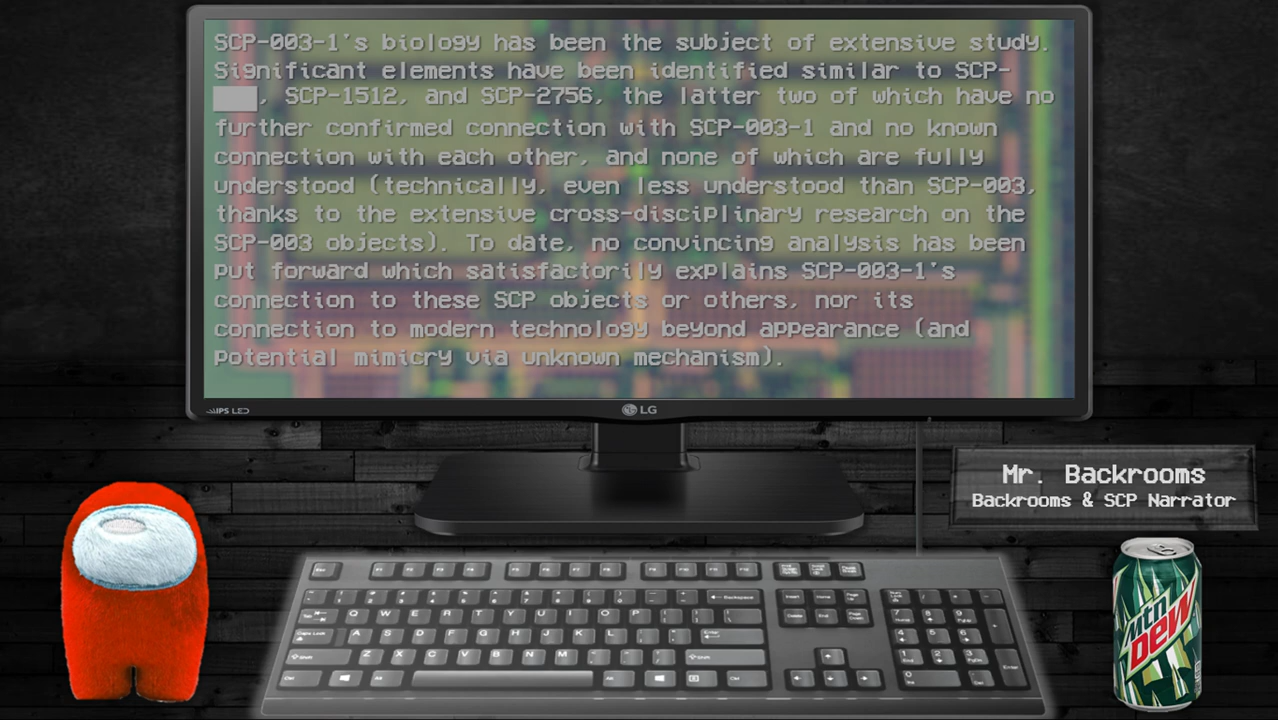 SCP-003-1's biology has been the subject of extensive study.
Significant elements have been identified similar to SCP-
, SCP-1512, and SCP-2756, the latter two of which have no
further confirmed connection with SCP-003-1 and no known
connection with each other, and none of which are fully
understood (technically, even less understood than SCP-003,
thanks to the extensive cross-disciplinary research on the
SCP-003 objects). To date, no convincing analysis has been
put forward which satisfactorily explains SCP-003-1's
connection to these SCP objects or others, nor its
connection to modern technology beyond appearance (and
potential mimicry via unknown mechanism).
IPS LED
LG
Mr. Backrooms
Backrooms & SCP Narrator
Backspace
Q W E R T Y U I O P
Caps Lock A S D F G H J K L Enter
Shift Z X C V B N M Shift
mtn
DEW